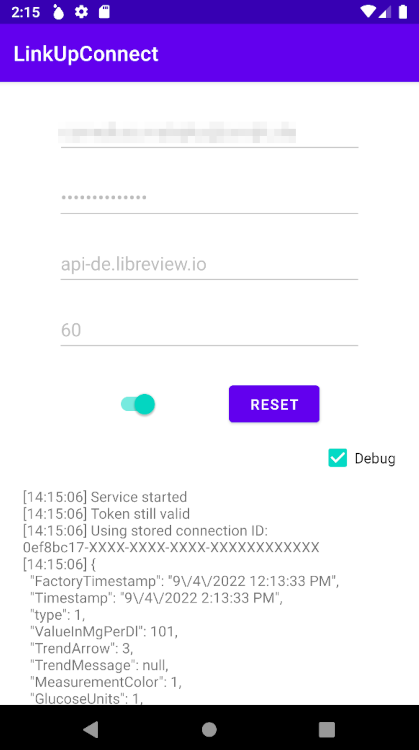 2:15
LinkUpConnect
••••••••••••••
api-de.libreview.io
60
RESET
Debug
[14:15:06] Service started
[14:15:06] Token still valid
[14:15:06] Using stored connection ID:
0ef8bc17-XXXX-XXXX-XXXX-XXXXXXXXXXXX
[14:15:06] {
"FactoryTimestamp": "9\/4\/2022 12:13:33 PM",
"Timestamp": "9\/4\/2022 2:13:33 PM",
"type": 1,
"ValueInMgPerDl": 101,
"TrendArrow": 3,
"TrendMessage": null,
"MeasurementColor": 1,
"GlucoseUnits": 1,